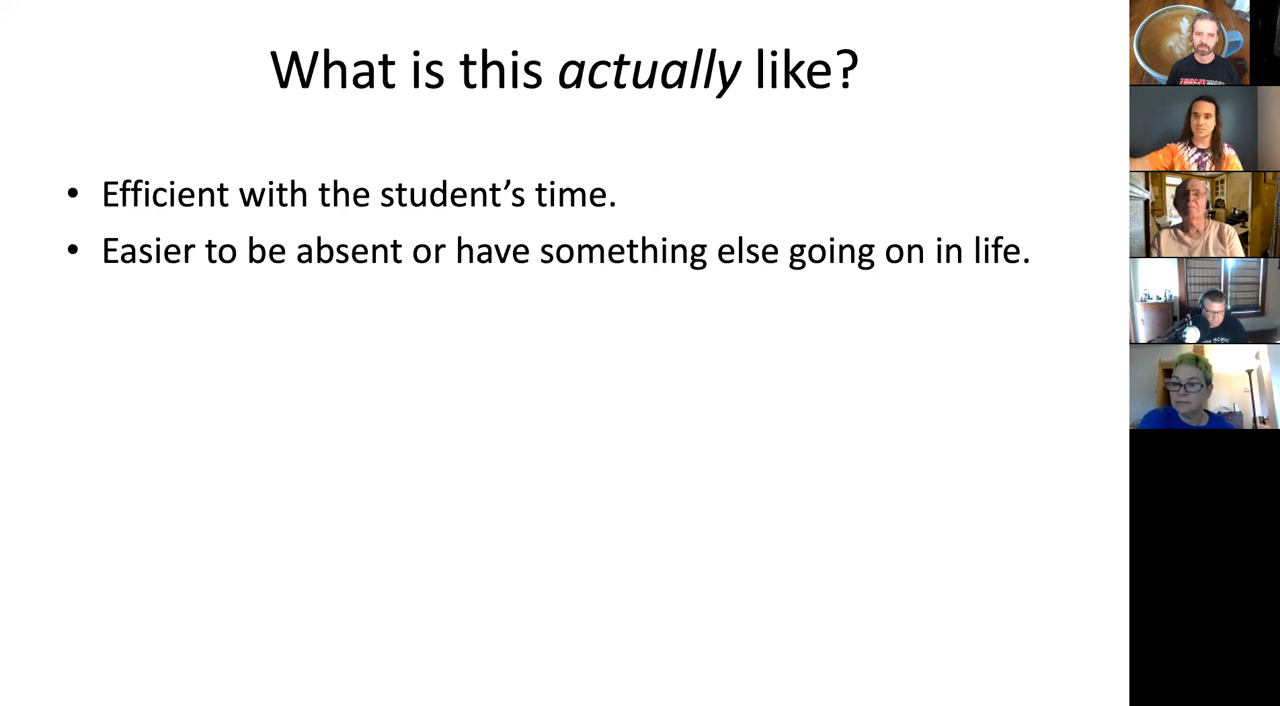 What is this actually like?
• Efficient with the student’s time.
• Easier to be absent or have something else going on in life.